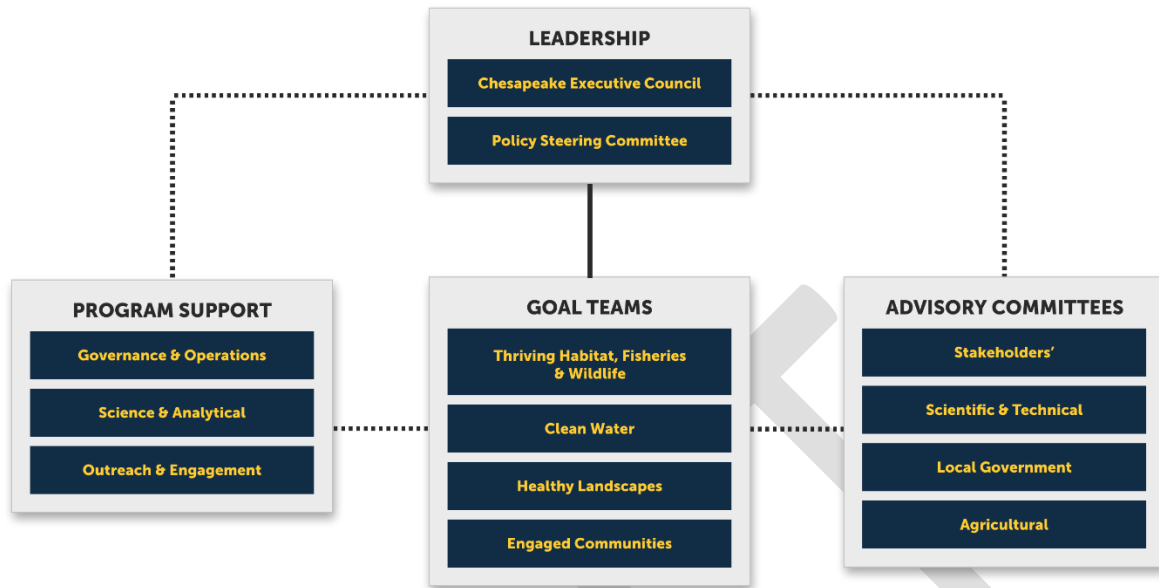 LEADERSHIP
Chesapeake Executive Council
Policy Steering Committee
PROGRAM SUPPORT
Governance & Operations
Science & Analytical
Outreach & Engagement
GOAL TEAMS
Thriving Habitat, Fisheries
& Wildlife
Clean Water
Healthy Landscapes
Engaged Communities
ADVISORY COMMITTEES
Stakeholders’
Scientific & Technical
Local Government
Agricultural